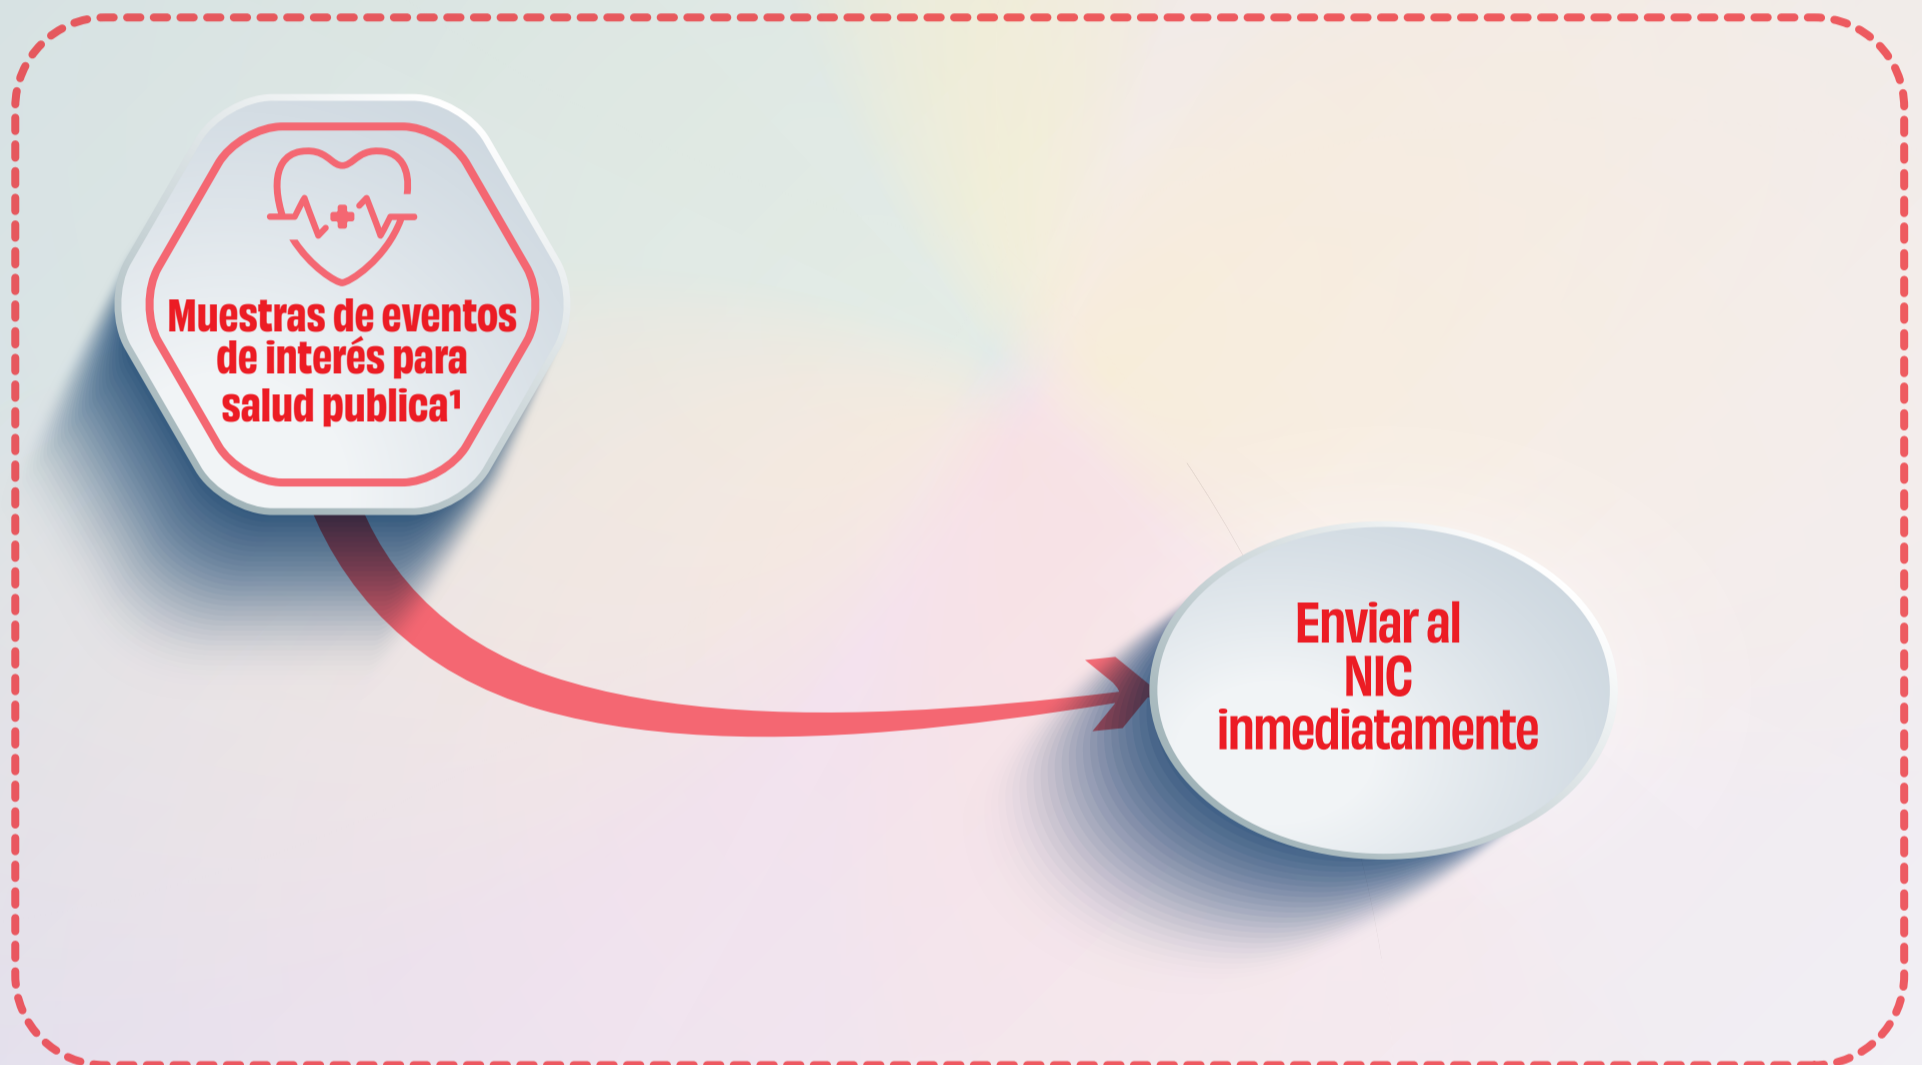 Muestras de eventos
de interés para
salud publica¹
Enviar al
NIC
inmediatamente